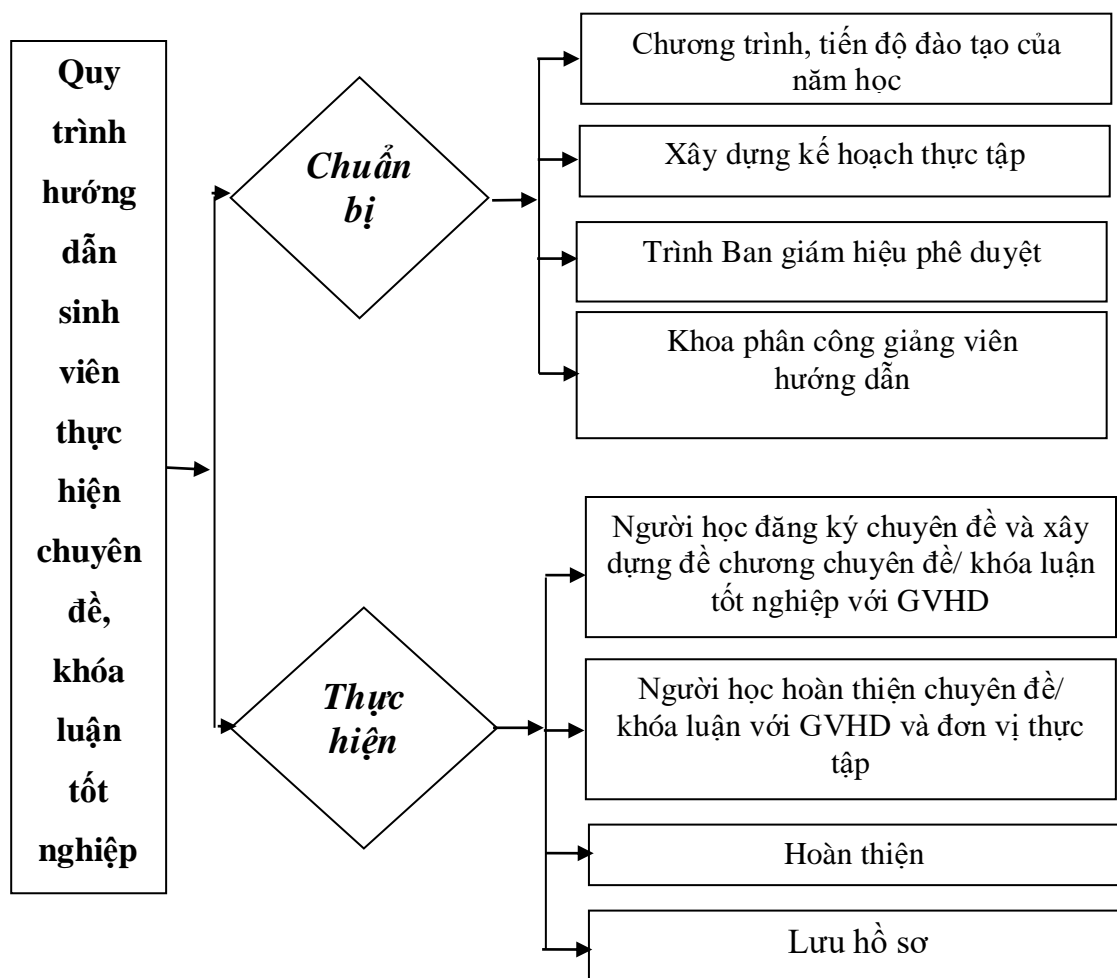 Quy
trình
hướng
dẫn
sinh
viên
thực
hiện
chuyên
đề,
khóa
luận
tốt
nghiệp
Chuẩn
bị
Chương trình, tiến độ đào tạo của
năm học
Xây dựng kế hoạch thực tập
Trình Ban giám hiệu phê duyệt
Khoa phân công giảng viên
hướng dẫn
Thực
hiện
Người học đăng ký chuyên đề và xây
dựng đề chương chuyên đề/ khóa luận
tốt nghiệp với GVHD
Người học hoàn thiện chuyên đề/
khóa luận với GVHD và đơn vị thực
tập
Hoàn thiện
Lưu hồ sơ